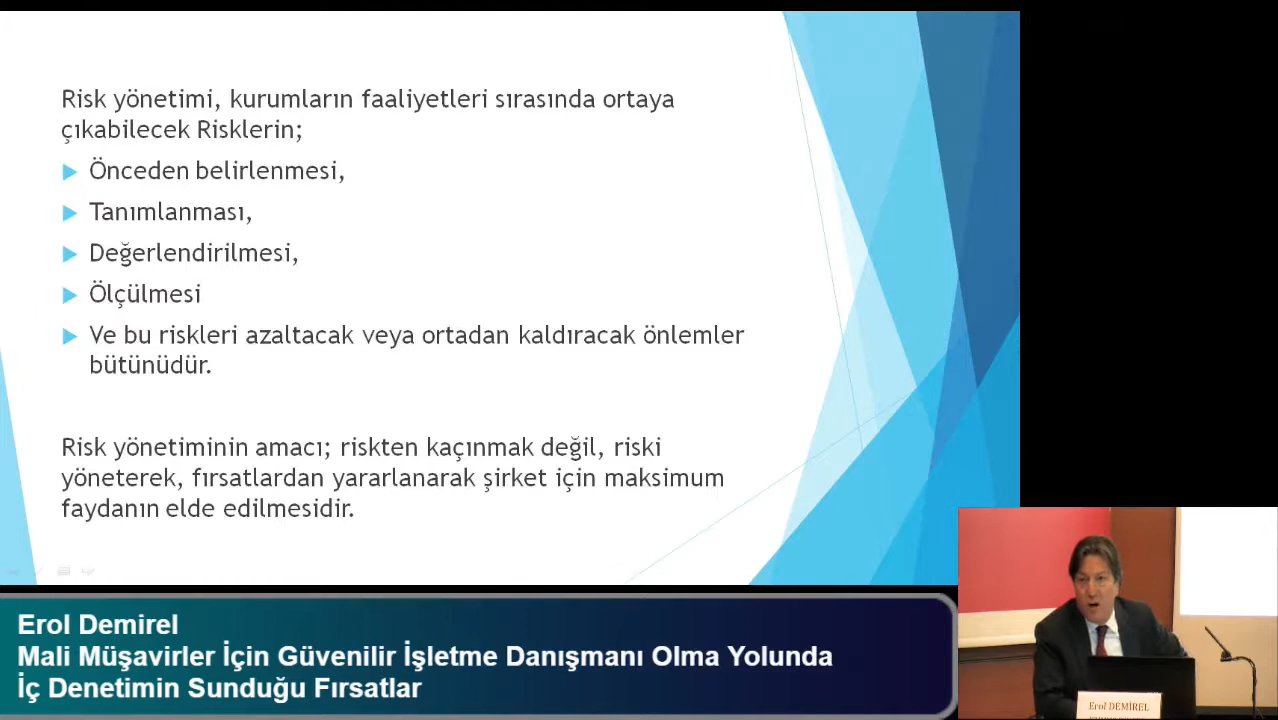 Risk yönetimi, kurumların faaliyetleri sırasında ortaya
çıkabilecek Risklerin;
Önceden belirlenmesi,
Tanımlanması,
Değerlendirilmesi,
Ölçülmesi
Ve bu riskleri azaltacak veya ortadan kaldıracak önlemler
bütünüdür.
Risk yönetiminin amacı; riskten kaçınmak değil, riski
yöneterek, fırsatlardan yararlanarak şirket için maksimum
faydanın elde edilmesidir.
Erol Demirel
Mali Müşavirler İçin Güvenilir İşletme Danışmanı Olma Yolunda
İç Denetimin Sunduğu Fırsatlar
Erol DEMİREL